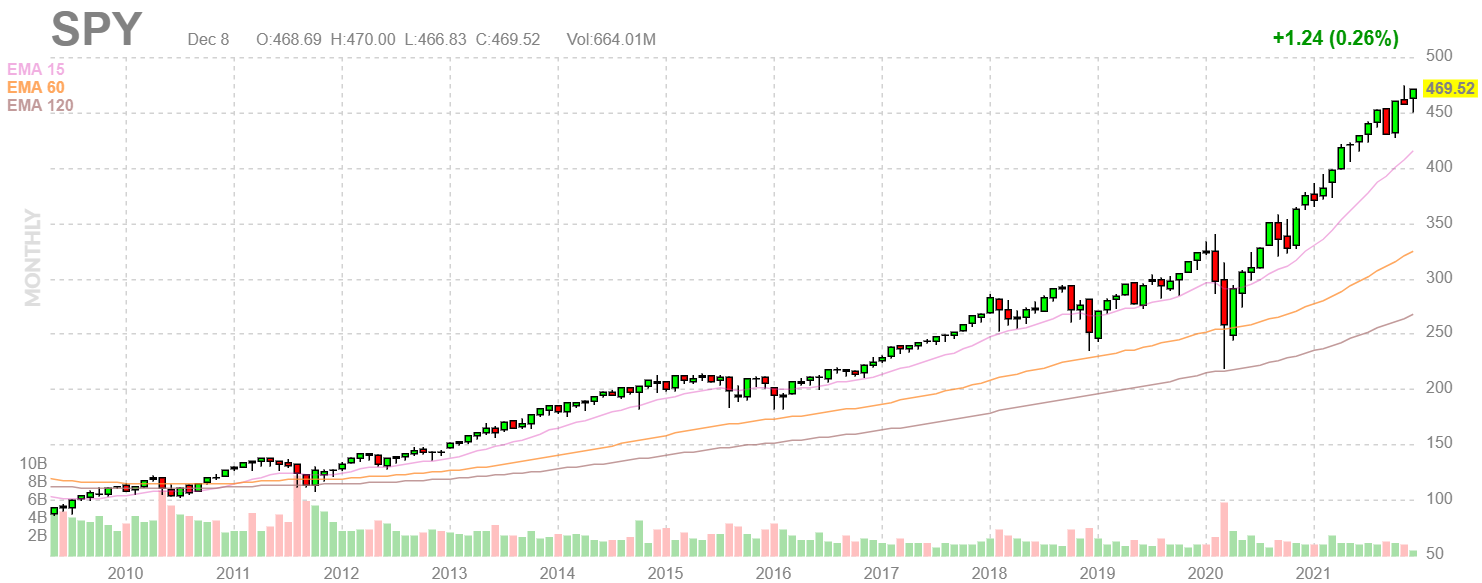 SPY Dec 8 O:468.69 H:470.00 L:466.83 C:469.52 Vol:664.01M +1.24 (0.26%)
EMA 15
EMA 60
EMA 120
MONTHLY
500
469.52
450
400
350
300
250
200
150
100
50
10B
8B
6B
4B
2B
2010 2011 2012 2013 2014 2015 2016 2017 2018 2019 2020 2021